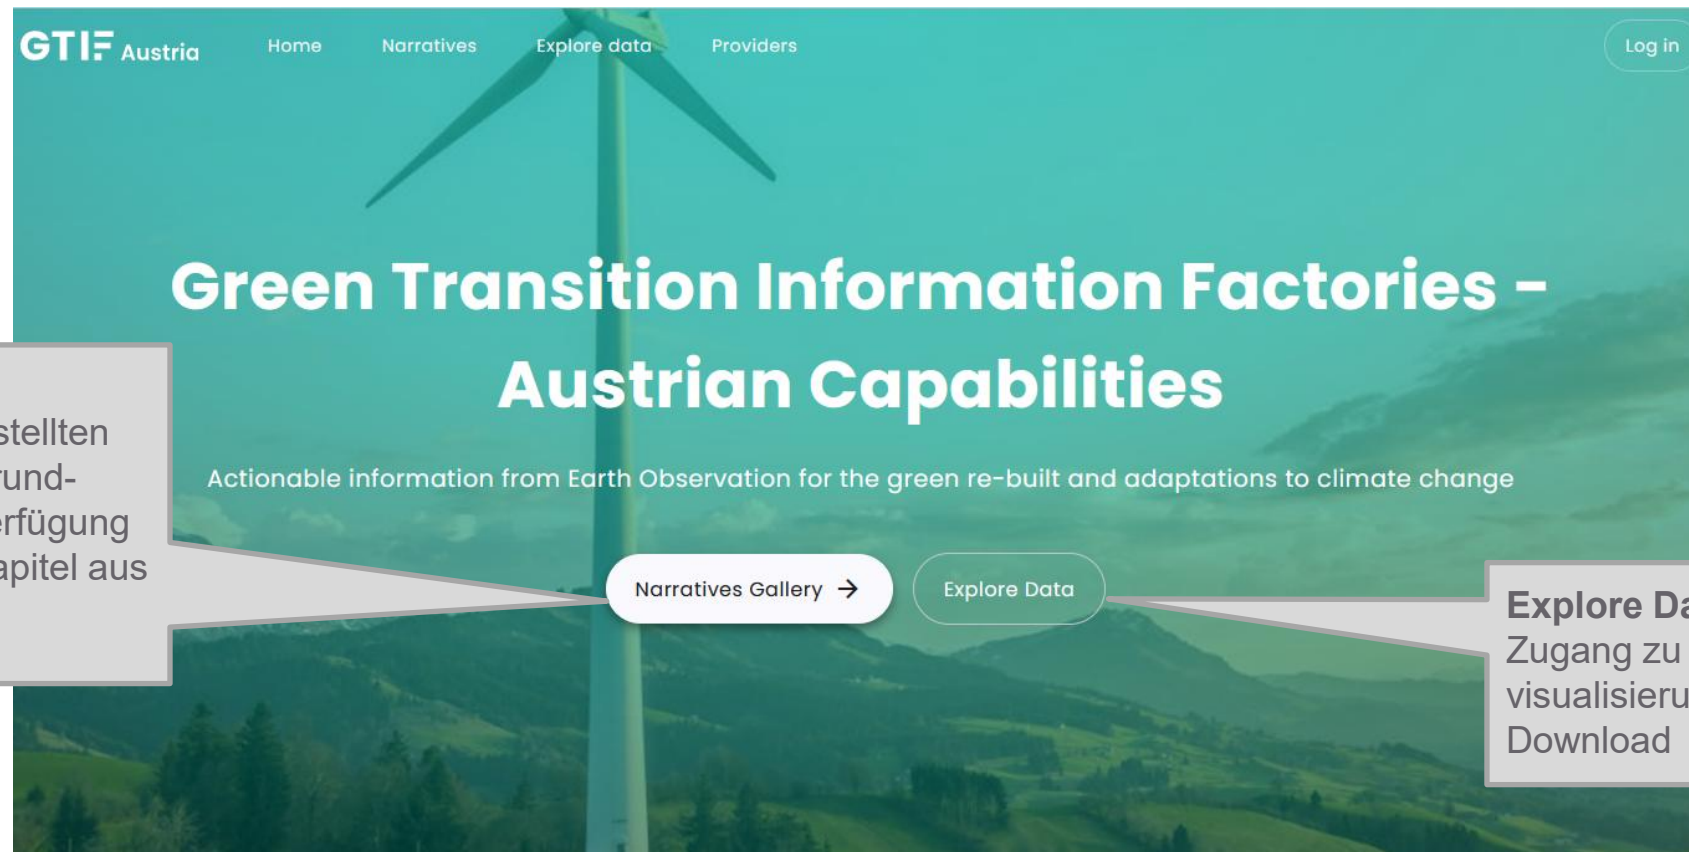 GTIF Austria
Home
Narratives
Explore data
Providers
Log in
Green Transition Information Factories -
Austrian Capabilities
Actionable information from Earth Observation for the green re-built and adaptations to climate change
Narratives Gallery →
Explore Data
stellten
apitel aus
Explore
Zugang zu
Download